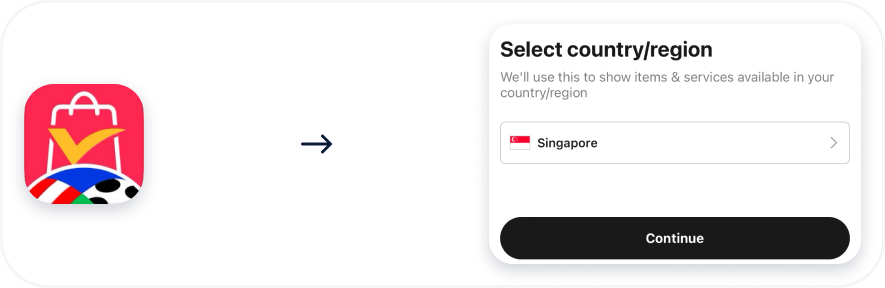 Select country/region
We'll use this to show items & services available in your
country/region
Singapore
Continue